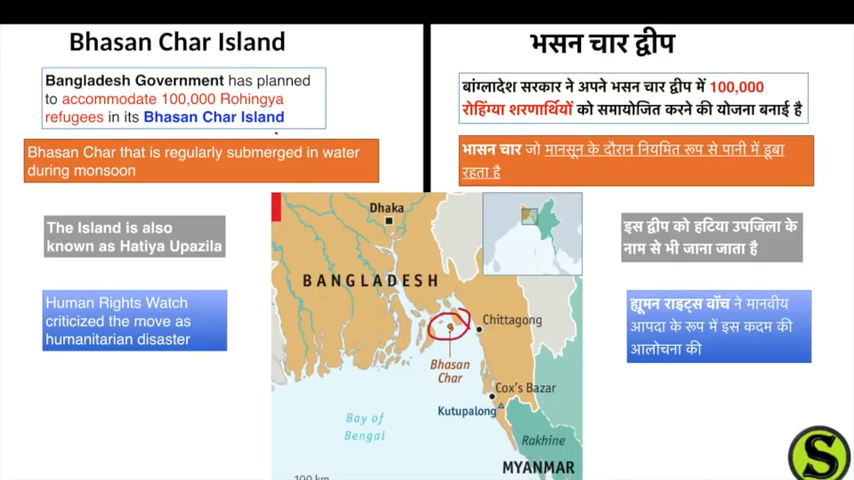 Bhasan Char Island
Bangladesh Government has planned
to accommodate 100,000 Rohingya
refugees in its Bhasan Char Island
Bhasan Char that is regularly submerged in water
during monsoon
The Island is also
known as Hatiya Upazila
Human Rights Watch
criticized the move as
humanitarian disaster
भसन चार द्वीप
बांग्लादेश सरकार ने अपने भसन चार द्वीप में 100,000
रोहिंग्या शरणार्थियों को समायोजित करने की योजना बनाई है
भासन चार जो मानसून के दौरान नियमित रूप से पानी में डूबा
रहता है
इस द्वीप को हटिया उपजिला के
नाम से भी जाना जाता है
ह्यूमन राइट्स वॉच ने मानवीय
आपदा के रूप में इस कदम की
आलोचना की
Dhaka
BANGLADESH
Chittagong
Bhasan
Char
Cox's Bazar
Kutupalong
Bay of
Bengal
Rakhine
MYANMAR
100 km
S